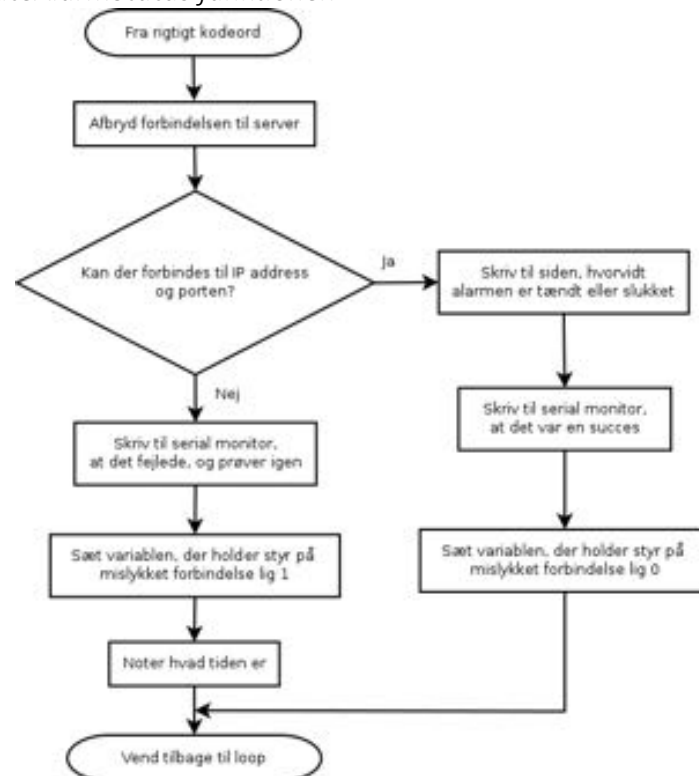 Fra rigtigt kodeord
Afbryd forbindelsen til server
Kan der forbindes til IP address
og porten?
Ja
Skriv til siden, hvorvidt
alarmen er tændt eller slukket
Nej
Skriv til serial monitor,
at det var en succes
Skriv til serial monitor,
at det fejlede, og prøver igen
Sæt variablen, der holder styr på
mislykket forbindelse lig 1
Sæt variablen, der holder styr på
mislykket forbindelse lig 0
Noter hvad tiden er
Vend tilbage til loop